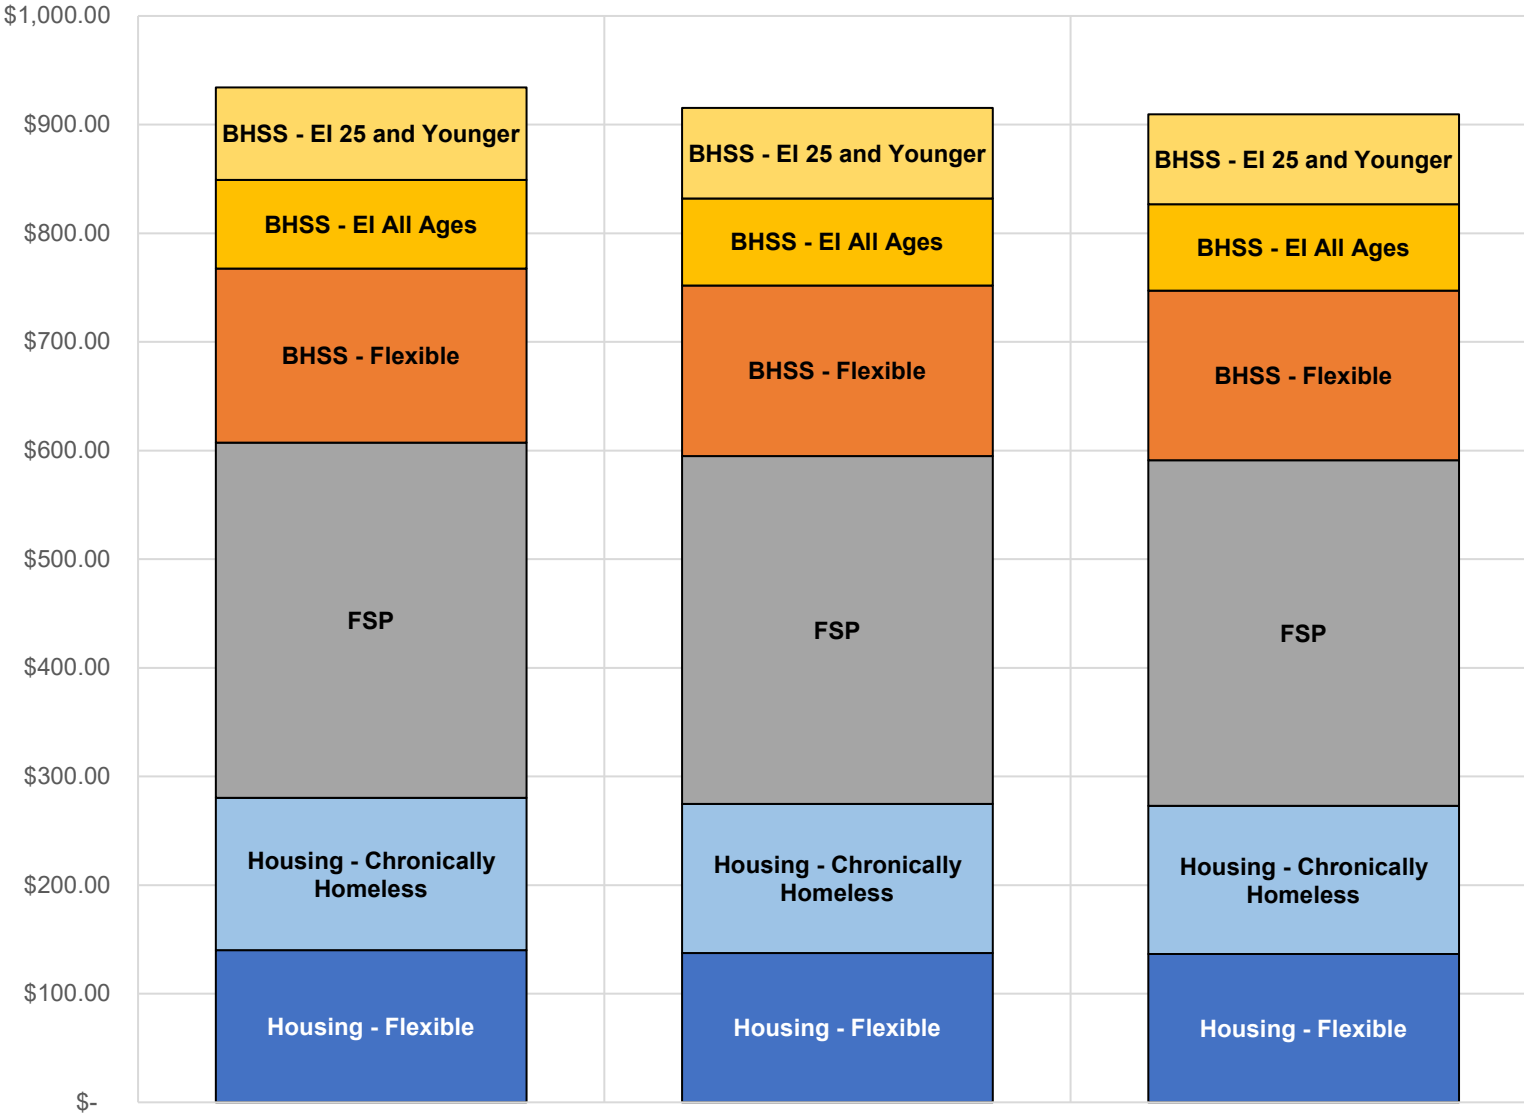 $1,000.00
$900.00
$800.00
$700.00
$600.00
$500.00
$400.00
$300.00
$200.00
$100.00
$-
BHSS - EI 25 and Younger
BHSS - EI All Ages
BHSS - Flexible
FSP
Housing - Chronically
Homeless
Housing - Flexible
BHSS - EI 25 and Younger
BHSS - EI All Ages
BHSS - Flexible
FSP
Housing - Chronically
Homeless
Housing - Flexible
BHSS - EI 25 and Younger
BHSS - EI All Ages
BHSS - Flexible
FSP
Housing - Chronically
Homeless
Housing - Flexible